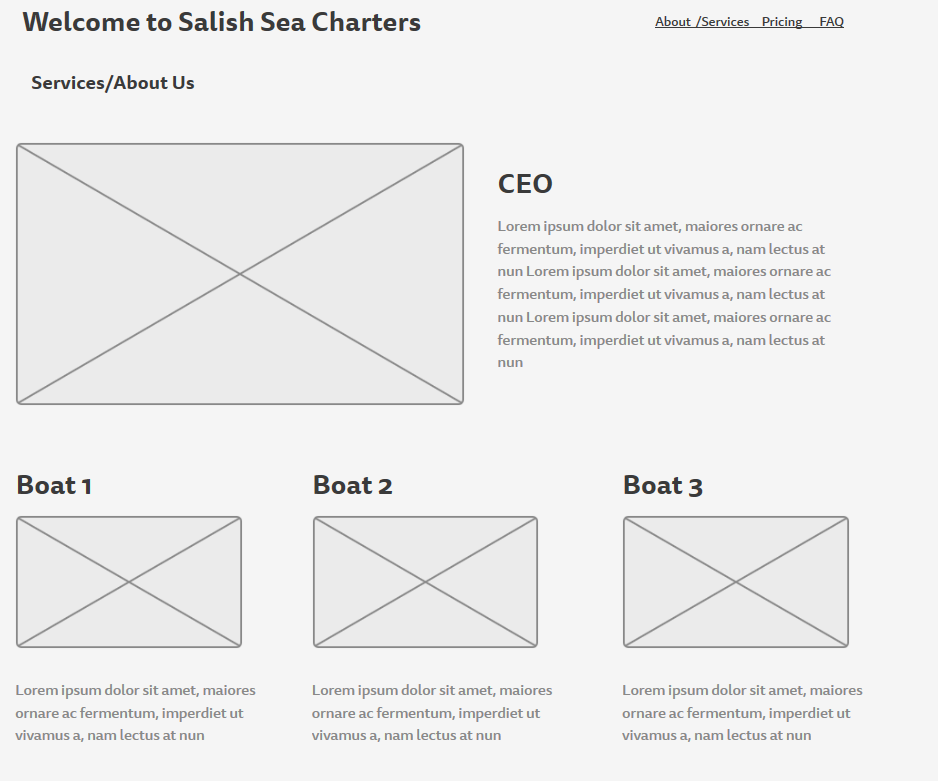 Welcome to Salish Sea Charters
About /Services Pricing FAQ
Services/About Us
CEO
Lorem ipsum dolor sit amet, maiores ornare ac
fermentum, imperdiet ut vivamus a, nam lectus at
nun Lorem ipsum dolor sit amet, maiores ornare ac
fermentum, imperdiet ut vivamus a, nam lectus at
nun Lorem ipsum dolor sit amet, maiores ornare ac
fermentum, imperdiet ut vivamus a, nam lectus at
nun
Boat 1
Lorem ipsum dolor sit amet, maiores
ornare ac fermentum, imperdiet ut
vivamus a, nam lectus at nun
Boat 2
Lorem ipsum dolor sit amet, maiores
ornare ac fermentum, imperdiet ut
vivamus a, nam lectus at nun
Boat 3
Lorem ipsum dolor sit amet, maiores
ornare ac fermentum, imperdiet ut
vivamus a, nam lectus at nun